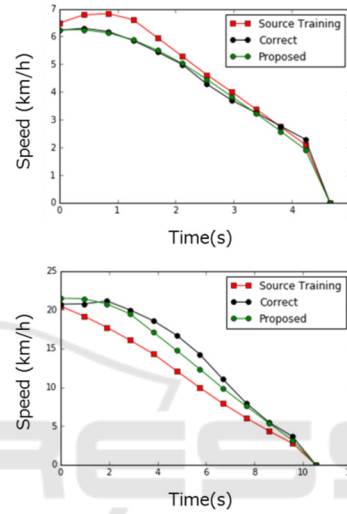 7
6
5
4
3
2
1
0
Speed (km/h)
Source Training
Correct
Proposed
0 1 2 3 4
Time(s)
25
20
15
10
5
0
Speed (km/h)
Source Training
Correct
Proposed
0 2 4 6 8 10
Time(s)